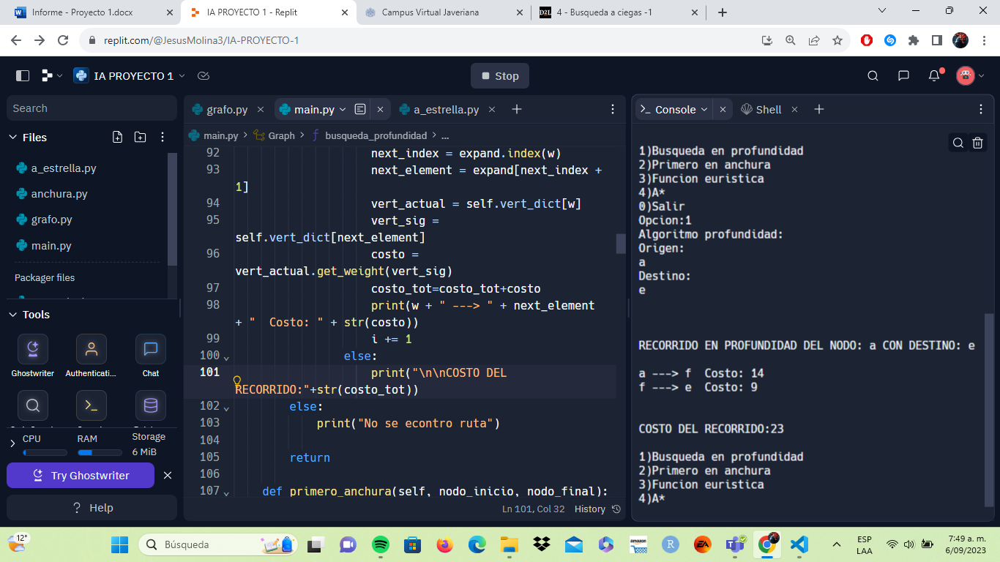 Informe - Proyecto 1.docx
IA PROYECTO 1 - Replit
Campus Virtual Javeriana
D2L
4 - Busqueda a ciegas -1
replit.com/@JesusMolina3/IA-PROYECTO-1
IA PROYECTO 1
Stop
Search
Files
a_estrella.py
anchura.py
grafo.py
main.py
Packager files
Tools
Ghostwriter
Authenticati...
Chat
CPU
RAM
Storage
6 MiB
Try Ghostwriter
Help
grafo.py
main.py
a_estrella.py
main.py > Graph > f busqueda_profundidad > ...
92 next_index = expand.index(w)
93 next_element = expand[next_index +
1]
94 vert_actual = self.vert_dict[w]
95 vert_sig =
self.vert_dict[next_element]
96 costo =
vert_actual.get_weight(vert_sig)
97 costo_tot=costo_tot+costo
98 print(w + " ---> " + next_element
+ "  Costo: " + str(costo))
99 i += 1
100 else:
101 print("\n\nCOSTO DEL
RECORRIDO:"+str(costo_tot))
102 else:
103 print("No se econtro ruta")
104
105 return
106
107 def primero_anchura(self, nodo_inicio, nodo_final):
Ln 101, Col 32 History
Console
Shell
1)Busqueda en profundidad
2)Primero en anchura
3)Funcion euristica
4)A*
0)Salir
Opcion:1
Algoritmo profundidad:
Origen:
a
Destino:
e
RECORRIDO EN PROFUNDIDAD DEL NODO: a CON DESTINO: e
a ---> f  Costo: 14
f ---> e  Costo: 9
COSTO DEL RECORRIDO:23
1)Busqueda en profundidad
2)Primero en anchura
3)Funcion euristica
4)A*
12°
Búsqueda
amazon
R
EA
ESP
LAA
7:49 a. m.
6/09/2023